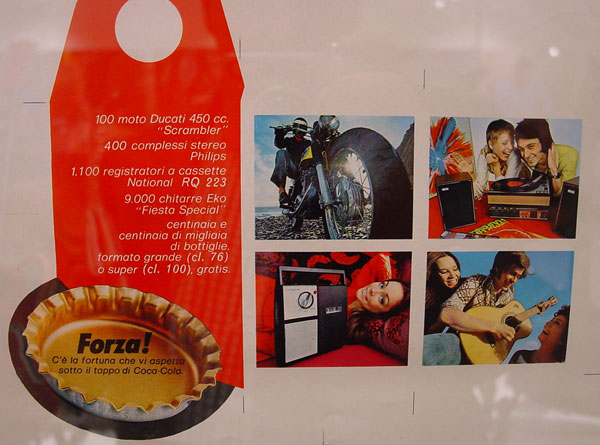 100 moto Ducati 450 cc.
"Scrambler"
400 complessi stereo
Philips
1.100 registratori a cassette
National RQ 223
9.000 chitarre Eko
"Fiesta Special"
centinaia e
centinaia di migliaia
di bottiglie,
formato grande (cl. 76)
o super (cl. 100), gratis.
Forza!
C'è la fortuna che vi aspetta
sotto il tappo di Coca-Cola.